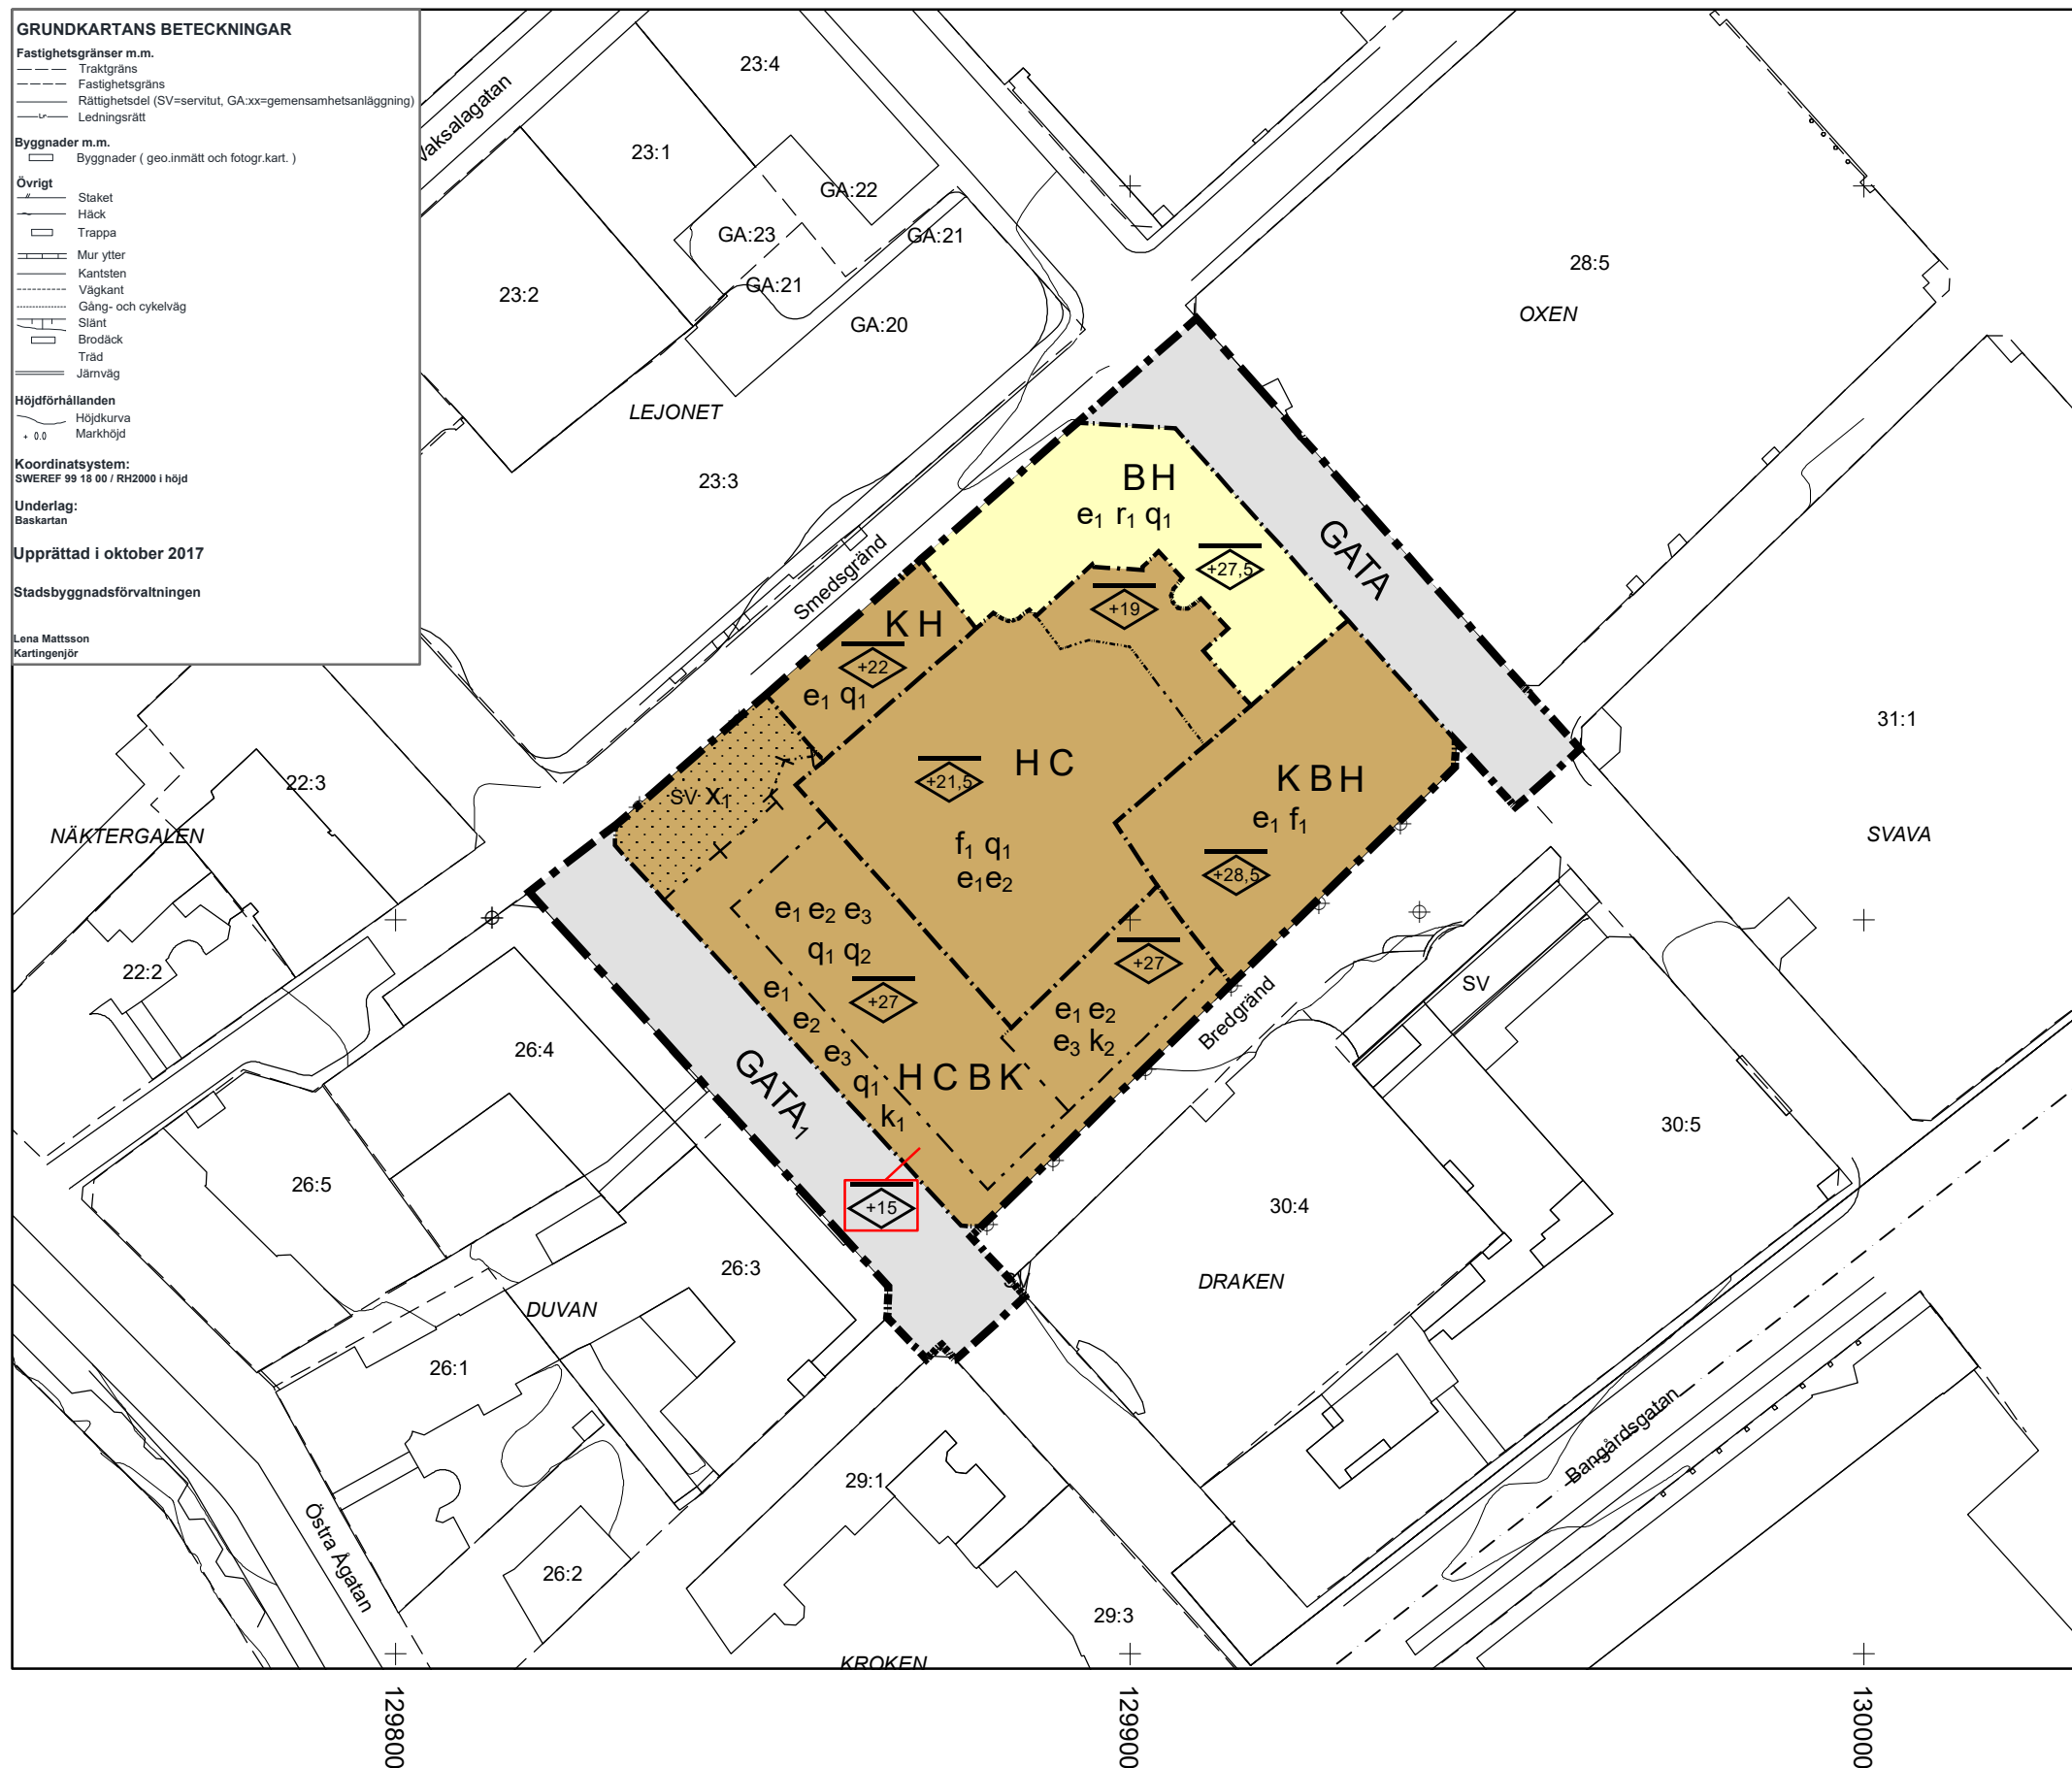 GRUNDKARTANS BETECKNINGAR
Fastighetsgränser m.m.
Traktgräns
Fastighetsgräns
Rättighetsdel (SV=servitut, GA:xx=gemensamhetsanläggning)
Ledningsrätt
Byggnader m.m.
Byggnader ( geo.inmätt och fotogr.kart. )
Övrigt
Staket
Häck
Trappa
Mur ytter
Kantsten
Vägkant
Gång- och cykelväg
Slänt
Brodäck
Träd
Järnväg
Höjdförhållanden
Höjdkurva
+ 0.0 Markhöjd
Koordinatsystem:
SWEREF 99 18 00 / RH2000 i höjd
Underlag:
Baskartan
Upprättad i oktober 2017
Stadsbyggnadsförvaltningen
Lena Mattsson
Kartingenjör
Vaksalagatan
23:4
23:1
GA:22
GA:23
GA:21
GA:21
23:2
GA:20
LEJONET
23:3
28:5
OXEN
Smedsgränd
BH
e1 r1 q1
+27,5
GATA
+19
KH
+22
e1 q1
SV x1
HC
+21,5
f1 q1
e1e2
KBH
e1 f1
+28,5
31:1
SVAVA
22:3
NÄKTERGALEN
22:2
e1 e2 e3
q1 q2
+27
e1
e2
e3
q1
k1
+27
e1 e2
e3 k2
HCBK
GATA1
+15
Bredgränd
SV
26:4
26:5
26:3
DUVAN
26:1
26:2
30:5
30:4
DRAKEN
Bangårdsgatan
Östra Ågatan
29:1
29:3
KROKEN
129800
129900
130000